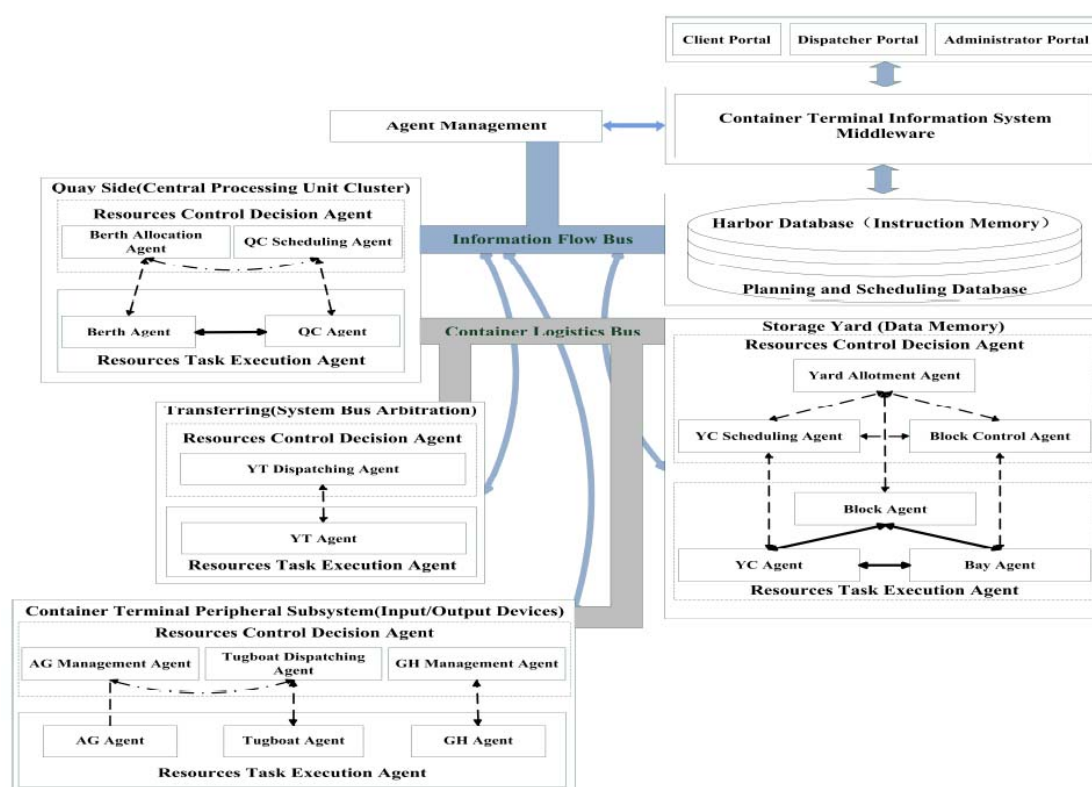 Client Portal
Dispatcher Portal
Administrator Portal
Agent Management
Container Terminal Information System
Middleware
Quay Side(Central Processing Unit Cluster)
Resources Control Decision Agent
Berth Allocation
Agent
QC Scheduling Agent
Berth Agent
QC Agent
Resources Task Execution Agent
Information Flow Bus
Harbor Database（Instruction Memory）
Planning and Scheduling Database
Container Logistics Bus
Storage Yard (Data Memory)
Resources Control Decision Agent
Yard Allotment Agent
YC Scheduling Agent
Block Control Agent
Block Agent
YC Agent
Bay Agent
Resources Task Execution Agent
Transferring(System Bus Arbitration)
Resources Control Decision Agent
YT Dispatching Agent
YT Agent
Resources Task Execution Agent
Container Terminal Peripheral Subsystem(Input/Output Devices)
Resources Control Decision Agent
AG Management Agent
Tugboat Dispatching
Agent
GH Management Agent
AG Agent
Tugboat Agent
GH Agent
Resources Task Execution Agent